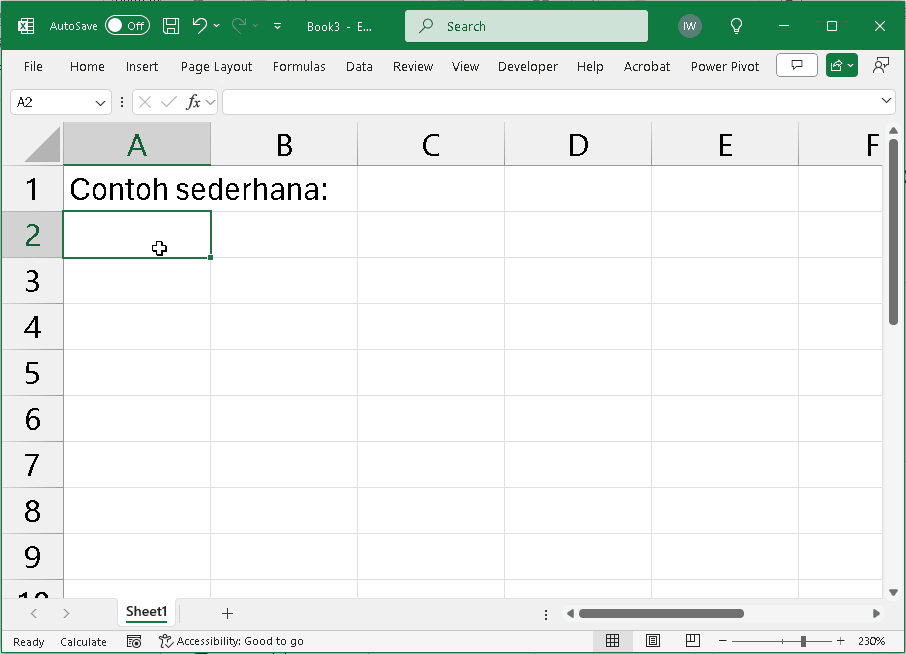 AutoSave Off Book3 - E... Search IW
File Home Insert Page Layout Formulas Data Review View Developer Help Acrobat Power Pivot
A2 fx
A B C D E F
1 Contoh sederhana:
2
3
4
5
6
7
8
9
10
Sheet1
Ready Calculate Accessibility: Good to go 230%